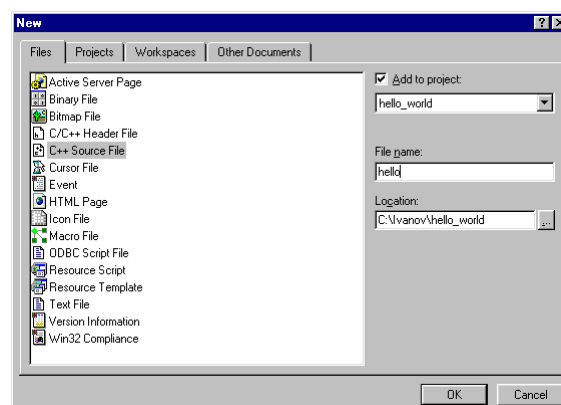 New
Files Projects Workspaces Other Documents
Active Server Page
Binary File
Bitmap File
C/C++ Header File
C++ Source File
Cursor File
Event
HTML Page
Icon File
Macro File
ODBC Script File
Resource Script
Resource Template
Text File
Version Information
Win32 Compliance
Add to project:
hello_world
File name:
hello
Location:
C:\Ivanov\hello_world
...
OK Cancel